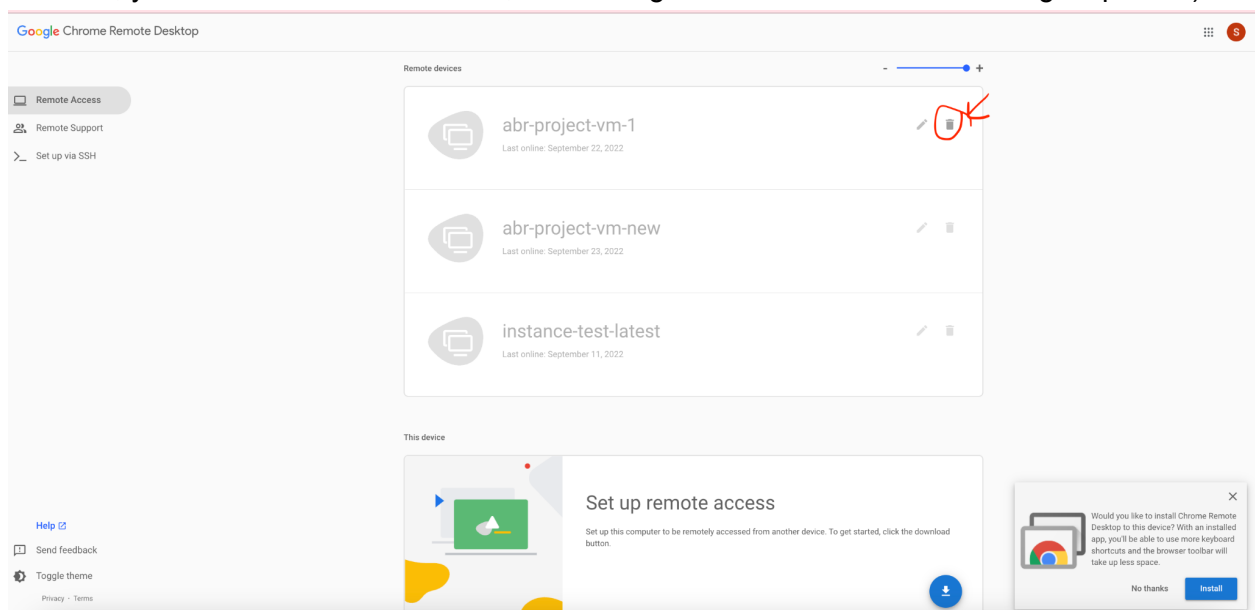 Google Chrome Remote Desktop
S
Remote devices
- +
Remote Access
Remote Support
Set up via SSH
abr-project-vm-1
Last online: September 22, 2022
abr-project-vm-new
Last online: September 23, 2022
instance-test-latest
Last online: September 11, 2022
This device
Set up remote access
Set up this computer to be remotely accessed from another device. To get started, click the download
button.
Help
Send feedback
Toggle theme
Privacy · Terms
Would you like to install Chrome Remote
Desktop to this device? With an installed
app, you'll be able to use more keyboard
shortcuts and the browser toolbar will
take up less space.
No thanks
Install